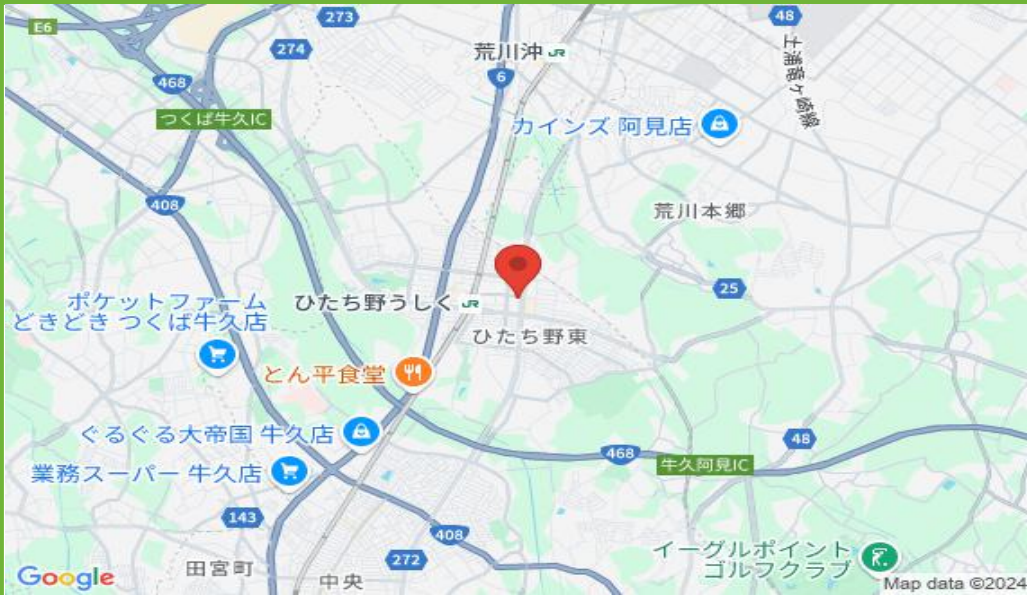 273
48
E6
274
荒川沖 JR
6
土浦竜ヶ崎線
468
つくば牛久IC
カインズ 阿見店
408
荒川本郷
25
ポケットファーム
どきどき つくば牛久店
ひたち野うしく JR
ひたち野東
とん平食堂
ぐるぐる大帝国 牛久店
48
468
牛久阿見IC
業務スーパー 牛久店
143
408
272
イーグルポイント
ゴルフクラブ
田宮町
中央
Google
Map data ©2024